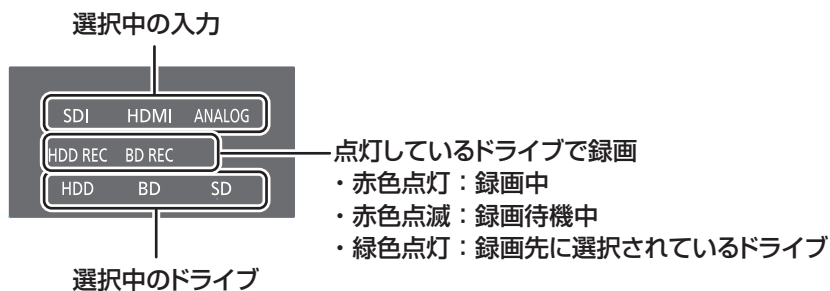 選択中の入力
SDI HDMI ANALOG
HDD REC BD REC
HDD BD SD
点灯しているドライブで録画
・赤色点灯：録画中
・赤色点滅：録画待機中
・緑色点灯：録画先に選択されているドライブ
選択中のドライブ